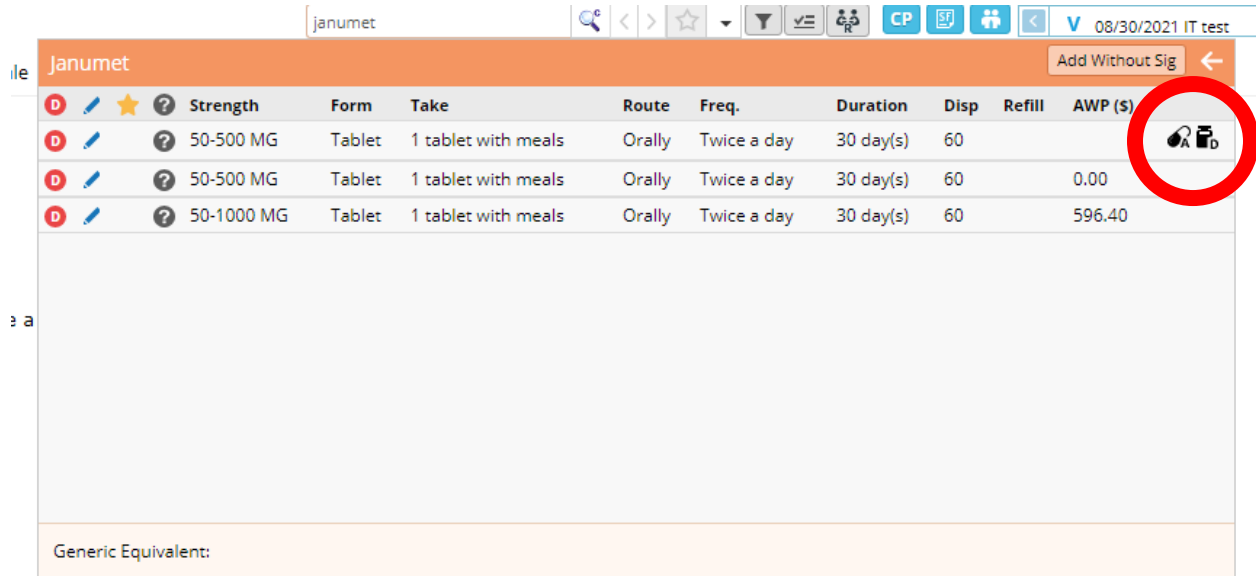 janumet CP SF V 08/30/2021 IT test
ule Janumet Add Without Sig
D ? Strength Form Take Route Freq. Duration Disp Refill AWP ($)
D ? 50-500 MG Tablet 1 tablet with meals Orally Twice a day 30 day(s) 60 A D
D ? 50-500 MG Tablet 1 tablet with meals Orally Twice a day 30 day(s) 60 0.00
D ? 50-1000 MG Tablet 1 tablet with meals Orally Twice a day 30 day(s) 60 596.40
e a
Generic Equivalent: